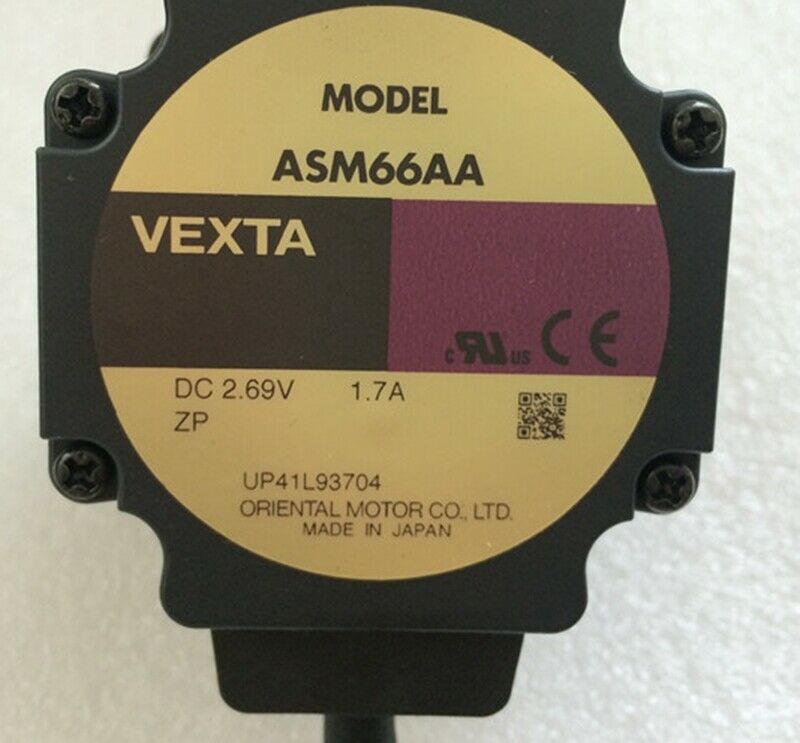 MODEL
ASM66AA
VEXTA
c RU US CE
DC 2.69V 1.7A
ZP
UP41L93704
ORIENTAL MOTOR CO., LTD.
MADE IN JAPAN